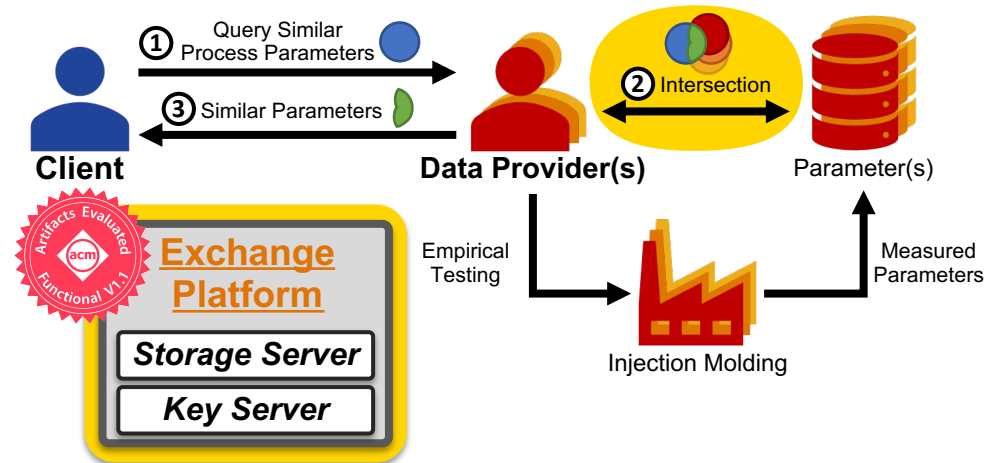 1
Query Similar
Process Parameters
2 Intersection
3 Similar Parameters
Client
Data Provider(s)
Parameter(s)
Artifacts Evaluated
acm
Functional V1.1
Exchange
Platform
Storage Server
Key Server
Empirical
Testing
Measured
Parameters
Injection Molding